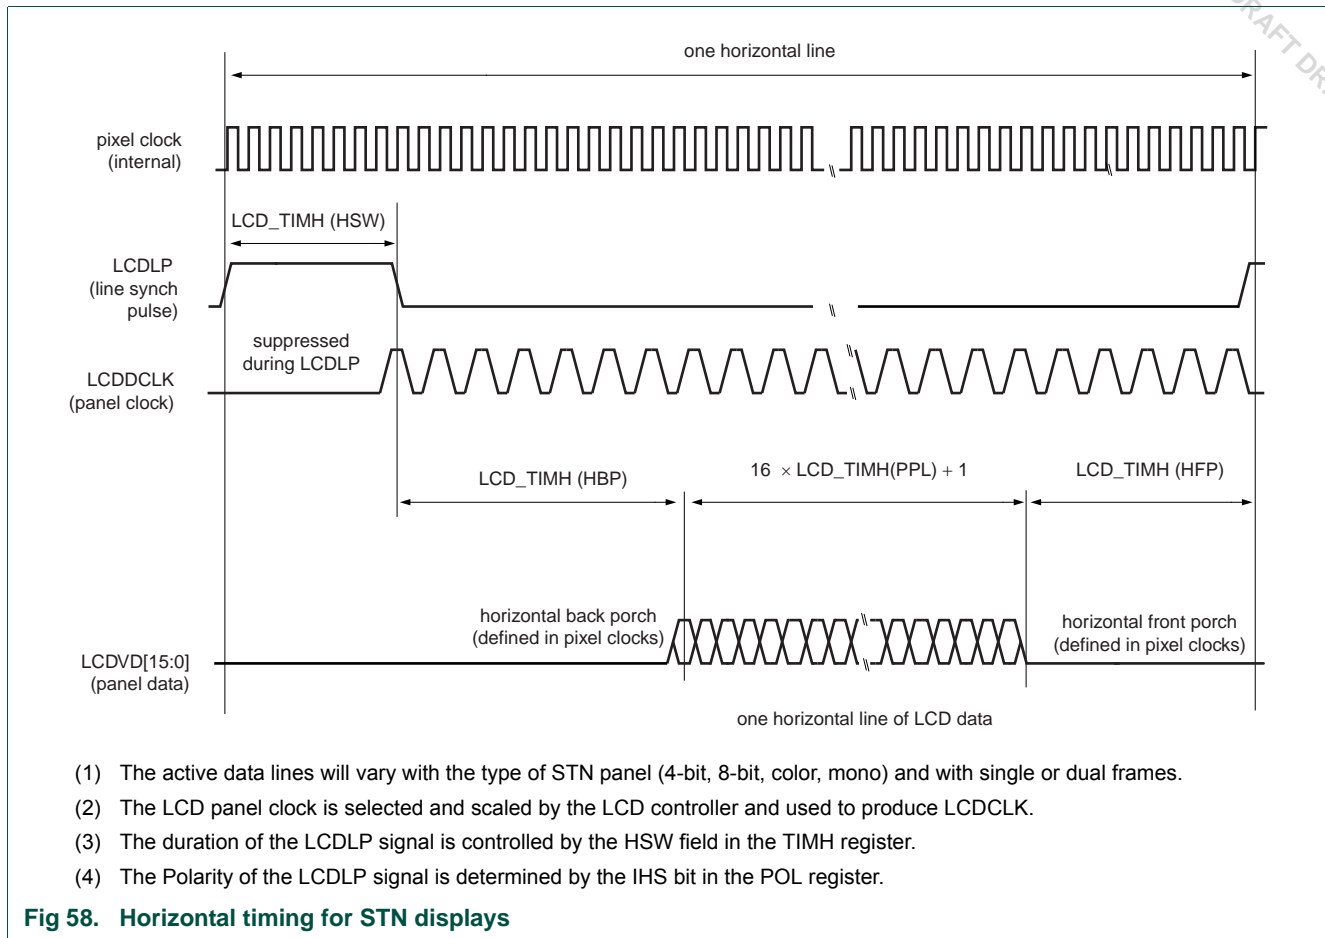 DRAFT DR
one horizontal line
pixel clock
(internal)
LCD_TIMH (HSW)
LCDLP
(line synch
pulse)
suppressed
during LCDLP
LCDDCLK
(panel clock)
LCD_TIMH (HBP)
16 × LCD_TIMH(PPL) + 1
LCD_TIMH (HFP)
horizontal back porch
(defined in pixel clocks)
horizontal front porch
(defined in pixel clocks)
LCDVD[15:0]
(panel data)
one horizontal line of LCD data
(1) The active data lines will vary with the type of STN panel (4-bit, 8-bit, color, mono) and with single or dual frames.
(2) The LCD panel clock is selected and scaled by the LCD controller and used to produce LCDCLK.
(3) The duration of the LCDLP signal is controlled by the HSW field in the TIMH register.
(4) The Polarity of the LCDLP signal is determined by the IHS bit in the POL register.
Fig 58. Horizontal timing for STN displays